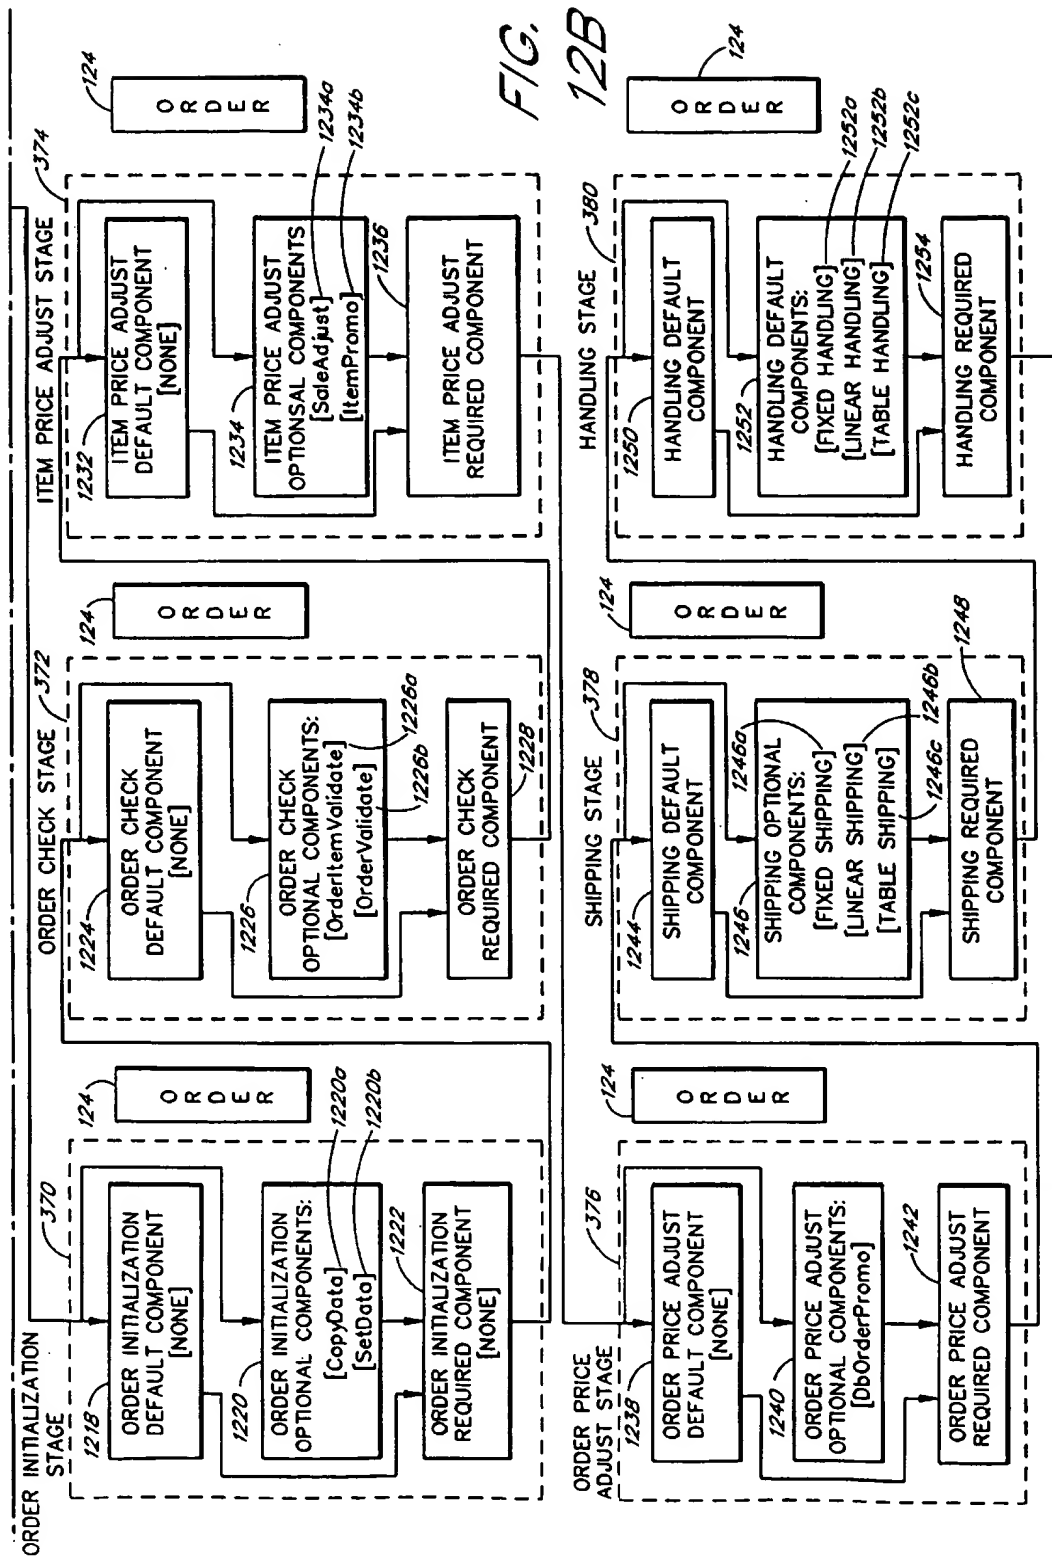 FIG.
12B
ORDER INITIALIZATION
STAGE
370
1218
ORDER INITIALIZATION
DEFAULT COMPONENT
[NONE]
1220
ORDER INITIALIZATION
OPTIONAL COMPONENTS:
[CopyData]
[SetData]
1220a
1220b
1222
ORDER INITIALIZATION
REQUIRED COMPONENT
[NONE]
124
ORDER
ORDER CHECK STAGE
372
1224
ORDER CHECK
DEFAULT COMPONENT
[NONE]
1226
ORDER CHECK
OPTIONAL COMPONENTS:
[OrderItemValidate]
[OrderValidate]
1226a
1226b
ORDER CHECK
REQUIRED COMPONENT
1228
124
ORDER
ITEM PRICE ADJUST STAGE
374
1232
ITEM PRICE ADJUST
DEFAULT COMPONENT
[NONE]
1234
ITEM PRICE ADJUST
OPTIONSAL COMPONENTS
[SaleAdjust]
[ItemPromo]
1234a
1234b
1236
ITEM PRICE ADJUST
REQUIRED COMPONENT
124
ORDER
ORDER PRICE
ADJUST STAGE
376
1238
ORDER PRICE ADJUST
DEFAULT COMPONENT
[NONE]
1240
ORDER PRICE ADJUST
OPTIONAL COMPONENTS:
[DbOrderPromo]
1242
ORDER PRICE ADJUST
REQUIRED COMPONENT
124
ORDER
SHIPPING STAGE
378
1244
SHIPPING DEFAULT
COMPONENT
1246
SHIPPING OPTIONAL
COMPONENTS:
[FIXED SHIPPING]
[LINEAR SHIPPING]
[TABLE SHIPPING]
1246a
1246b
1246c
1248
SHIPPING REQUIRED
COMPONENT
124
ORDER
HANDLING STAGE
380
1250
HANDLING DEFAULT
COMPONENT
1252
HANDLING DEFAULT
COMPONENTS:
[FIXED HANDLING]
[LINEAR HANDLING]
[TABLE HANDLING]
1252a
1252b
1252c
1254
HANDLING REQUIRED
COMPONENT
124
ORDER